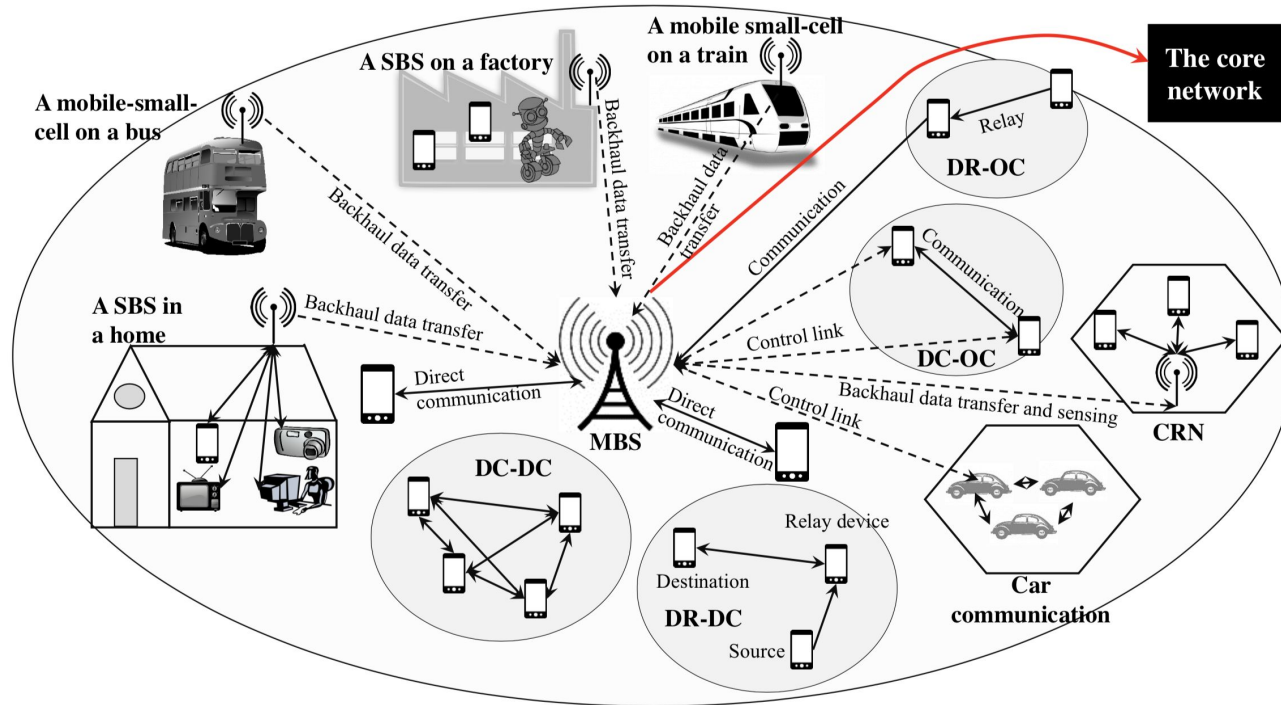 A mobile small-cell
on a train
The core
network
A SBS on a factory
A mobile-small-
cell on a bus
Backhaul data transfer
Backhaul data transfer
Backhaul data
transfer
Relay
DR-OC
Communication
Communication
DC-OC
Control link
A SBS in
a home
Backhaul data transfer
Direct
communication
MBS
Direct
communication
Control link
Backhaul data transfer and sensing
CRN
DC-DC
Relay device
Destination
DR-DC
Source
Car
communication